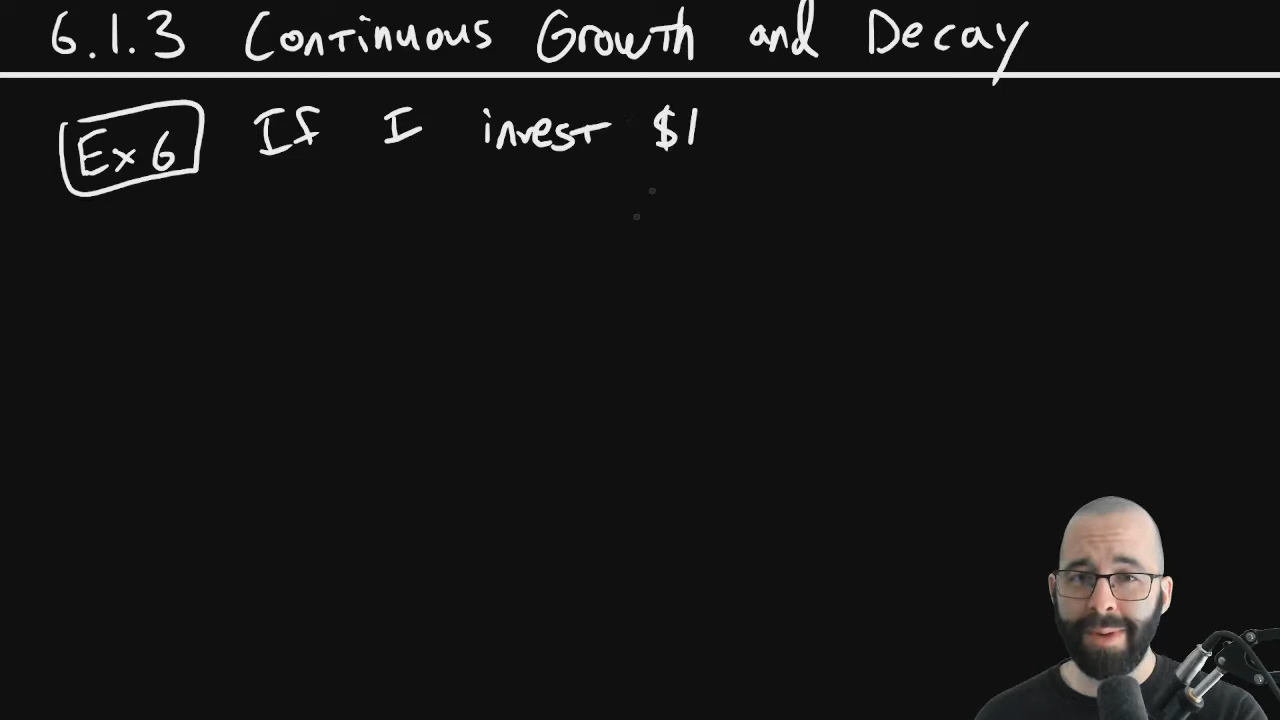 6.1.3 Continuous Growth and Decay
Ex 6 If I invest $1